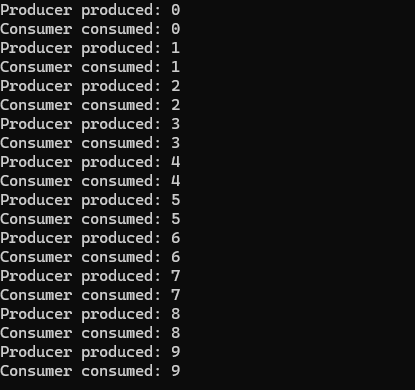 Producer produced: 0
Consumer consumed: 0
Producer produced: 1
Consumer consumed: 1
Producer produced: 2
Consumer consumed: 2
Producer produced: 3
Consumer consumed: 3
Producer produced: 4
Consumer consumed: 4
Producer produced: 5
Consumer consumed: 5
Producer produced: 6
Consumer consumed: 6
Producer produced: 7
Consumer consumed: 7
Producer produced: 8
Consumer consumed: 8
Producer produced: 9
Consumer consumed: 9